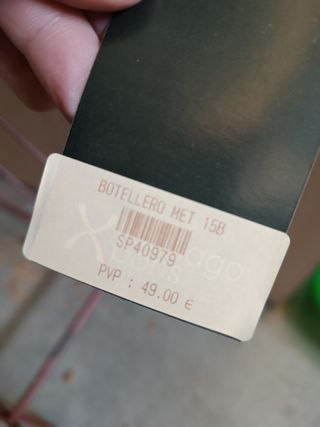 BOTELLERO MET 15B
SP40979
PVP : 49.00 €